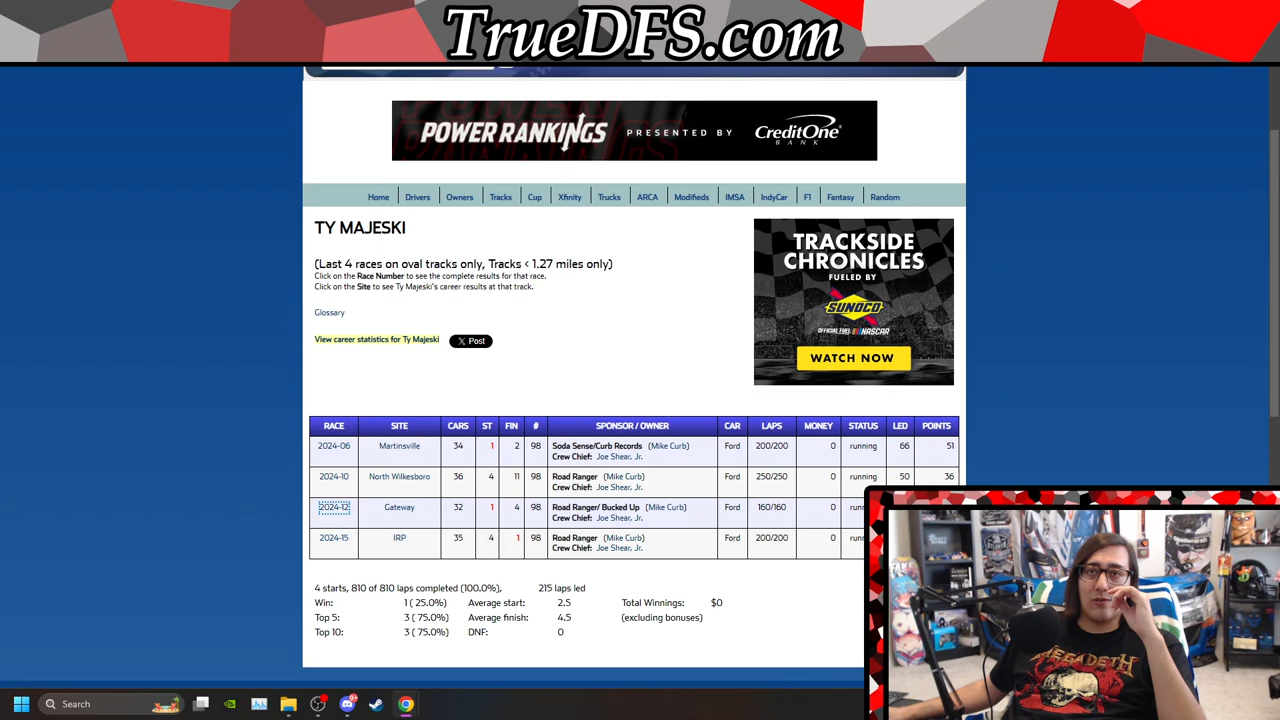 TrueDFS.com
POWER RANKINGS PRESENTED BY CreditOne BANK
Home Drivers Owners Tracks Cup Xfinity Trucks ARCA Modifieds IMSA IndyCar F1 Fantasy Random
TY MAJESKI
(Last 4 races on oval tracks only, Tracks < 1.27 miles only)
Click on the Race Number to see the complete results for that race.
Click on the Site to see Ty Majeski's career results at that track.
Glossary
View career statistics for Ty Majeski X Post
TRACKSIDE
CHRONICLES
FUELED BY
SUNOCO
OFFICIAL FUEL NASCAR
WATCH NOW
RACE SITE CARS ST FIN # SPONSOR / OWNER CAR LAPS MONEY STATUS LED POINTS
2024-06 Martinsville 34 1 2 98 Soda Sense/Curb Records (Mike Curb) Ford 200/200 0 running 66 51
Crew Chief: Joe Shear, Jr.
2024-10 North Wilkesboro 36 4 11 98 Road Ranger (Mike Curb) Ford 250/250 0 running 50 36
Crew Chief: Joe Shear, Jr.
2024-12 Gateway 32 1 4 98 Road Ranger/ Bucked Up (Mike Curb) Ford 160/160 0
Crew Chief: Joe Shear, Jr.
2024-15 IRP 35 4 1 98 Road Ranger (Mike Curb) Ford 200/200 0
Crew Chief: Joe Shear, Jr.
4 starts, 810 of 810 laps completed (100.0%), 215 laps led
Win: 1 ( 25.0%) Average start: 2.5 Total Winnings: $0
Top 5: 3 ( 75.0%) Average finish: 4.5 (excluding bonuses)
Top 10: 3 ( 75.0%) DNF: 0
MEGADETH
Search 9+